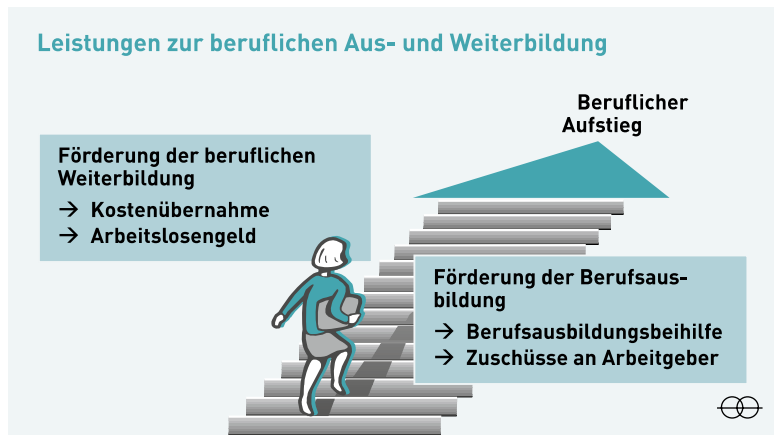 Leistungen zur beruflichen Aus- und Weiterbildung
Beruflicher
Aufstieg
Förderung der beruflichen
Weiterbildung
→ Kostenübernahme
→ Arbeitslosengeld
Förderung der Berufsaus-
bildung
→ Berufsausbildungsbeihilfe
→ Zuschüsse an Arbeitgeber